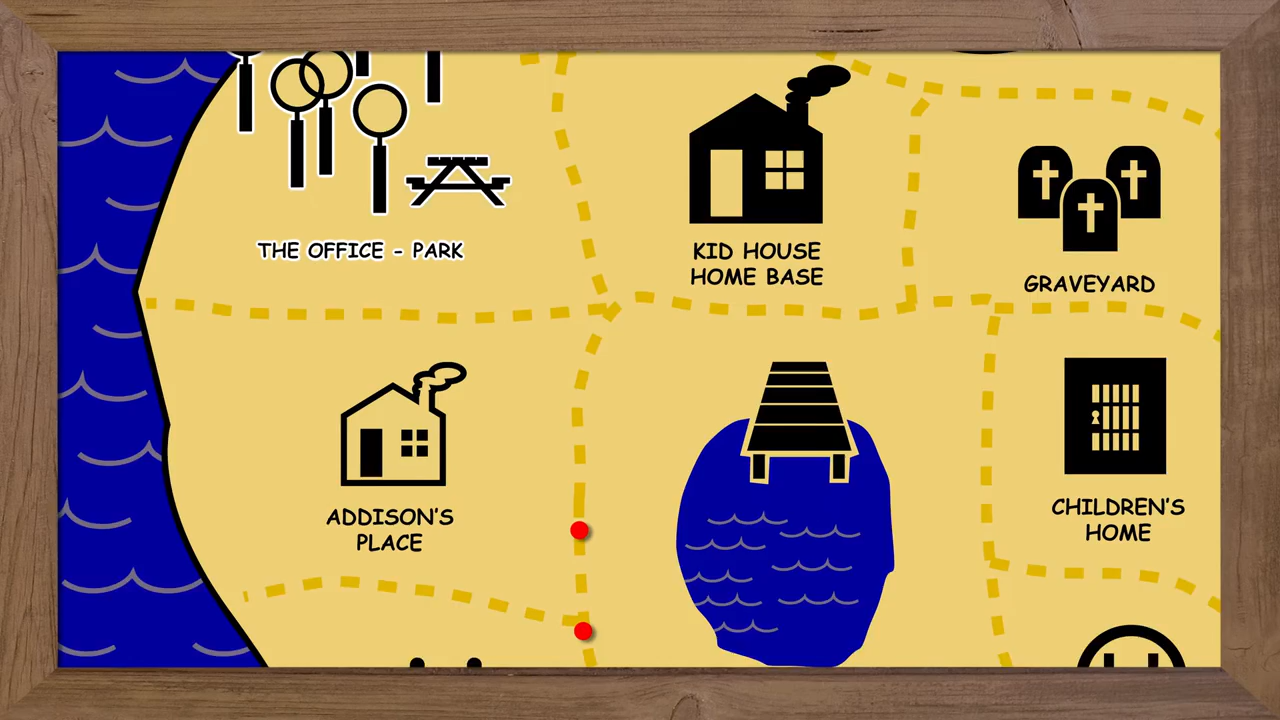 THE OFFICE - PARK
KID HOUSE
HOME BASE
GRAVEYARD
ADDISON'S
PLACE
CHILDREN'S
HOME